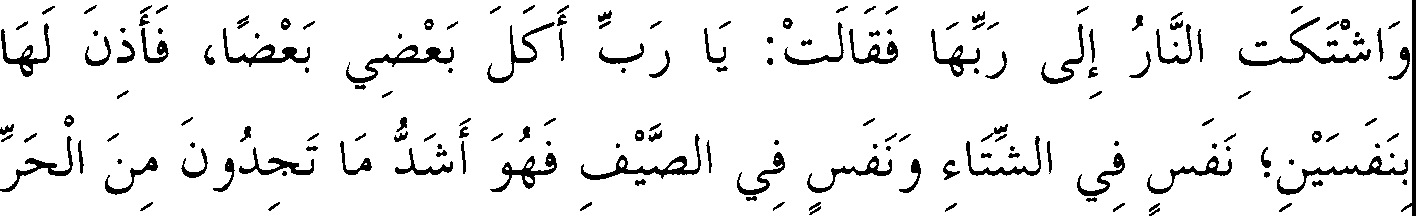 وَاشْتَكَتِ النَّارُ إِلَى رَبِّهَا فَقَالَتْ: يَا رَبِّ أَكَلَ بَعْضِي بَعْضًا، فَأَذِنَ لَهَا
بِنَفَسَيْنِ؛ نَفَسٍ فِي الشِّتَاءِ وَنَفَسٍ فِي الصَّيْفِ فَهُوَ أَشَدُّ مَا تَجِدُونَ مِنَ الْحَرِّ